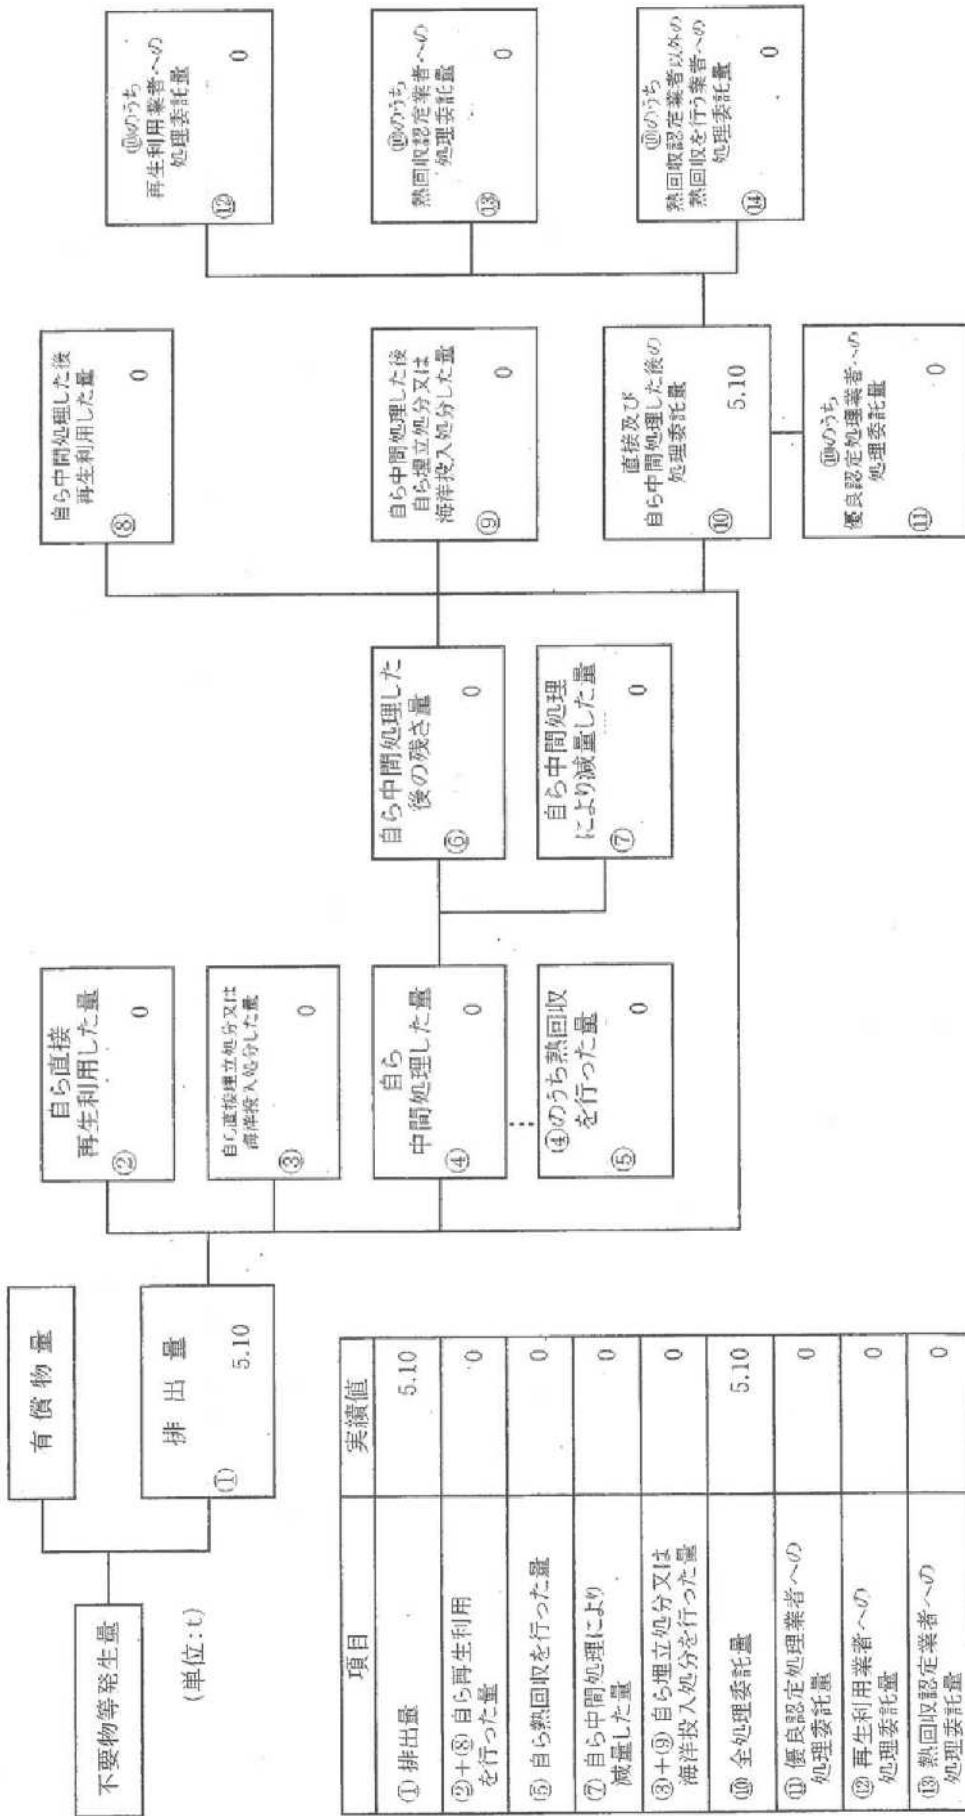 不要物等発生量
(単位:t)
有償物量
排出量
①
5.10
自ら直接
再生利用した量
②
0
自ら直接埋立処分又は
海洋投入処分した量
③
0
自ら
中間処理した量
④
0
④のうち熱回収
を行った量
⑤
0
自ら中間処理した
後の残さ量
⑥
0
自ら中間処理
により減量した量
⑦
0
自ら中間処理した後
再生利用した量
⑧
0
自ら中間処理した後
自ら埋立処分又は
海洋投入処分した量
⑨
0
直接及び
自ら中間処理した後の
処理委託量
⑩
5.10
⑩のうち
優良認定処理業者への
処理委託量
⑪
0
⑩のうち
再生利用業者への
処理委託量
⑫
0
⑩のうち
熱回収認定業者への
処理委託量
⑬
0
⑩のうち
熱回収認定業者以外の
熱回収を行う業者への
処理委託量
⑭
0
項目 実績値
①排出量 5.10
②+⑧自ら再生利用 0
を行った量
⑤自ら熱回収を行った量 0
⑦自ら中間処理により 0
減量した量
③+⑨自ら埋立処分又は 0
海洋投入処分を行った量
⑩全処理委託量 5.10
⑪優良認定処理業者への 0
処理委託量
⑫再生利用業者への 0
処理委託量
⑬熱回収認定業者への 0
処理委託量